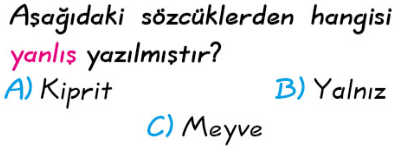 Aşağıdaki sözcüklerden hangisi
yanlış yazılmıştır?
A) Kiprit B) Yalnız
C) Meyve